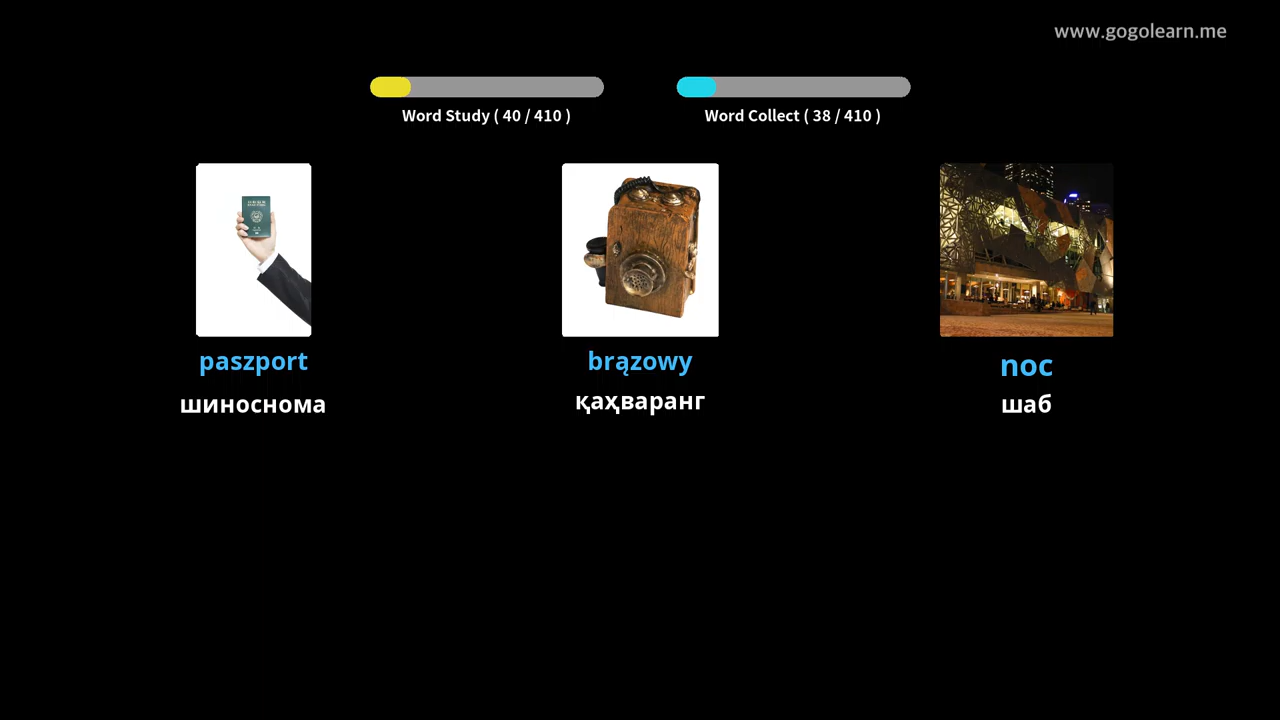 www.gogolearn.me
Word Study ( 40 / 410 )
Word Collect ( 38 / 410 )
paszport
brązowy
noc
шиноснома
қаҳваранг
шаб